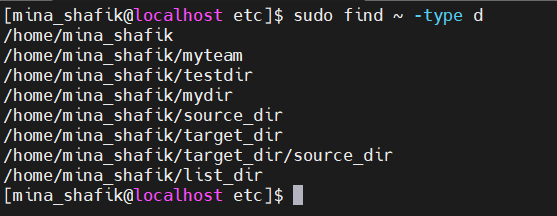 [mina_shafik@localhost etc]$ sudo find ~ -type d
/home/mina_shafik
/home/mina_shafik/myteam
/home/mina_shafik/testdir
/home/mina_shafik/mydir
/home/mina_shafik/source_dir
/home/mina_shafik/target_dir
/home/mina_shafik/target_dir/source_dir
/home/mina_shafik/list_dir
[mina_shafik@localhost etc]$